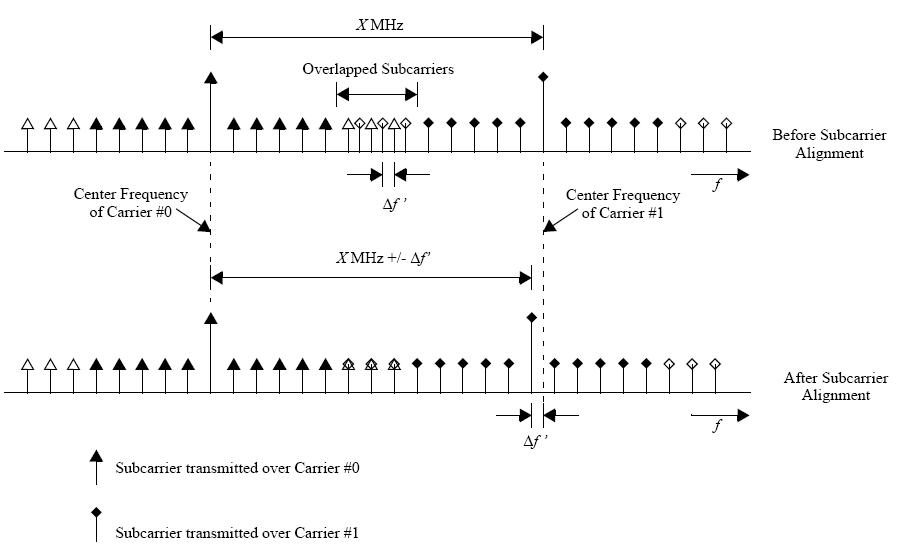 X MHz
Overlapped Subcarriers
Before Subcarrier
Alignment
f
Δf ’
Center Frequency
of Carrier #0
Center Frequency
of Carrier #1
X MHz +/- Δf’
After Subcarrier
Alignment
f
Δf ’
Subcarrier transmitted over Carrier #0
Subcarrier transmitted over Carrier #1